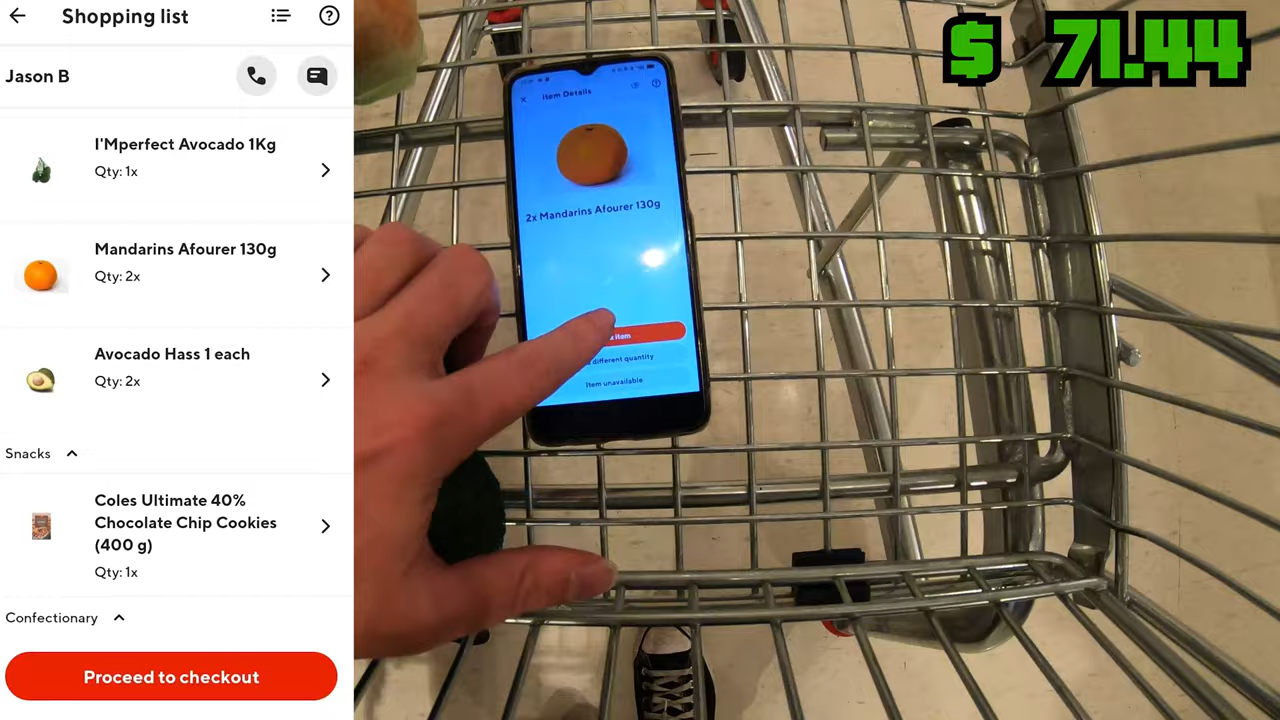 Shopping list
Jason B
I'Mperfect Avocado 1Kg
Qty: 1x
Mandarins Afourer 130g
Qty: 2x
Avocado Hass 1 each
Qty: 2x
Snacks
Coles Ultimate 40%
Chocolate Chip Cookies
(400 g)
Qty: 1x
Confectionary
Proceed to checkout
Item Details
2x Mandarins Afourer 130g
item
different quantity
Item unavailable
$ 71.44